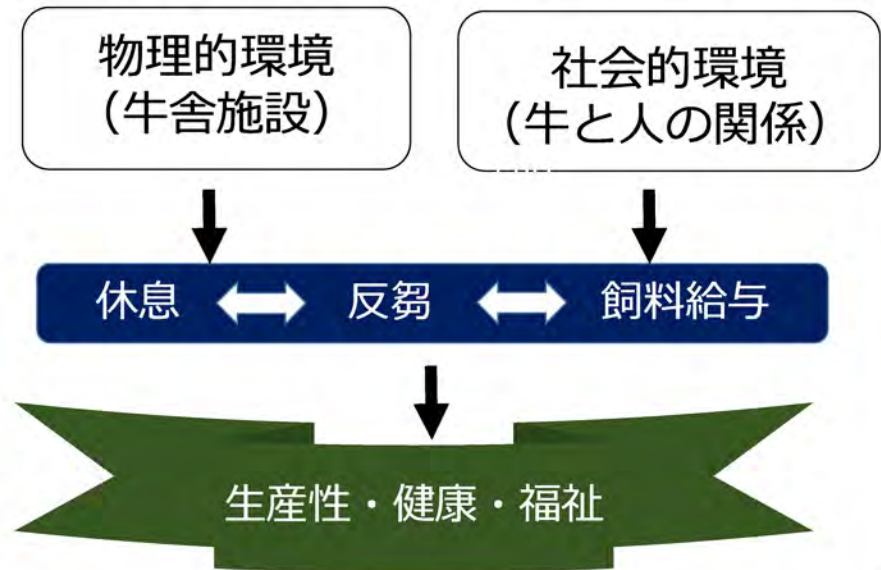 物理的環境
（牛舎施設）
社会的環境
（牛と人の関係）
休息 反芻 飼料給与
生産性・健康・福祉